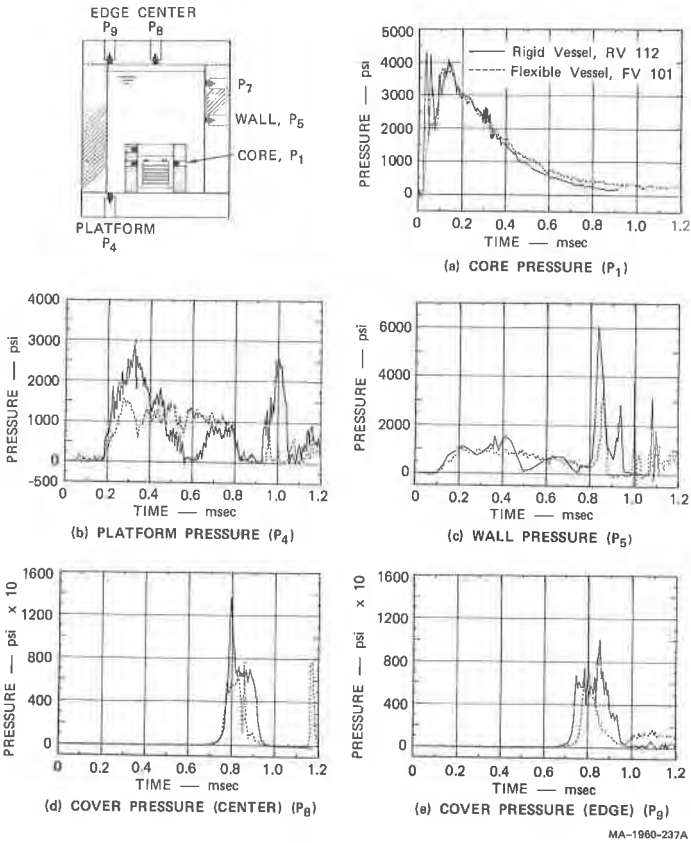 EDGE CENTER
P9 P8
P7
WALL, P5
CORE, P1
PLATFORM
P4
5000
4000
3000
2000
1000
0
PRESSURE — psi
Rigid Vessel, RV 112
Flexible Vessel, FV 101
0 0.2 0.4 0.6 0.8 1.0 1.2
TIME — msec
(a) CORE PRESSURE (P1)
4000
3000
2000
1000
0
-500
PRESSURE — psi
0 0.2 0.4 0.6 0.8 1.0 1.2
TIME — msec
(b) PLATFORM PRESSURE (P4)
6000
4000
2000
0
PRESSURE — psi
0 0.2 0.4 0.6 0.8 1.0 1.2
TIME — msec
(c) WALL PRESSURE (P5)
1600
1200
800
400
0
PRESSURE — psi x 10
0 0.2 0.4 0.6 0.8 1.0 1.2
TIME — msec
(d) COVER PRESSURE (CENTER) (P8)
1600
1200
800
400
0
PRESSURE — psi x 10
0 0.2 0.4 0.6 0.8 1.0 1.2
TIME — msec
(e) COVER PRESSURE (EDGE) (P9)
MA-1960-237A